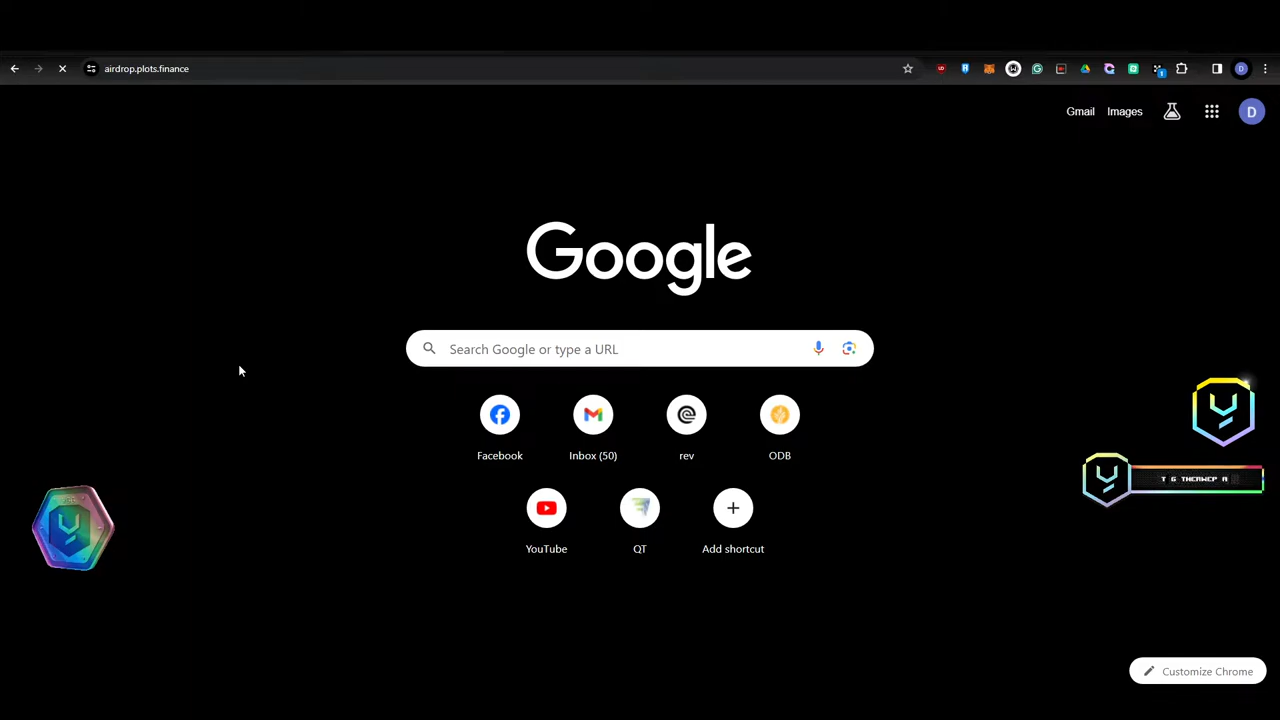 airdrop.plots.finance
1
D
Gmail
Images
D
Google
Search Google or type a URL
Facebook
Inbox (50)
rev
ODB
YouTube
QT
Add shortcut
Customize Chrome